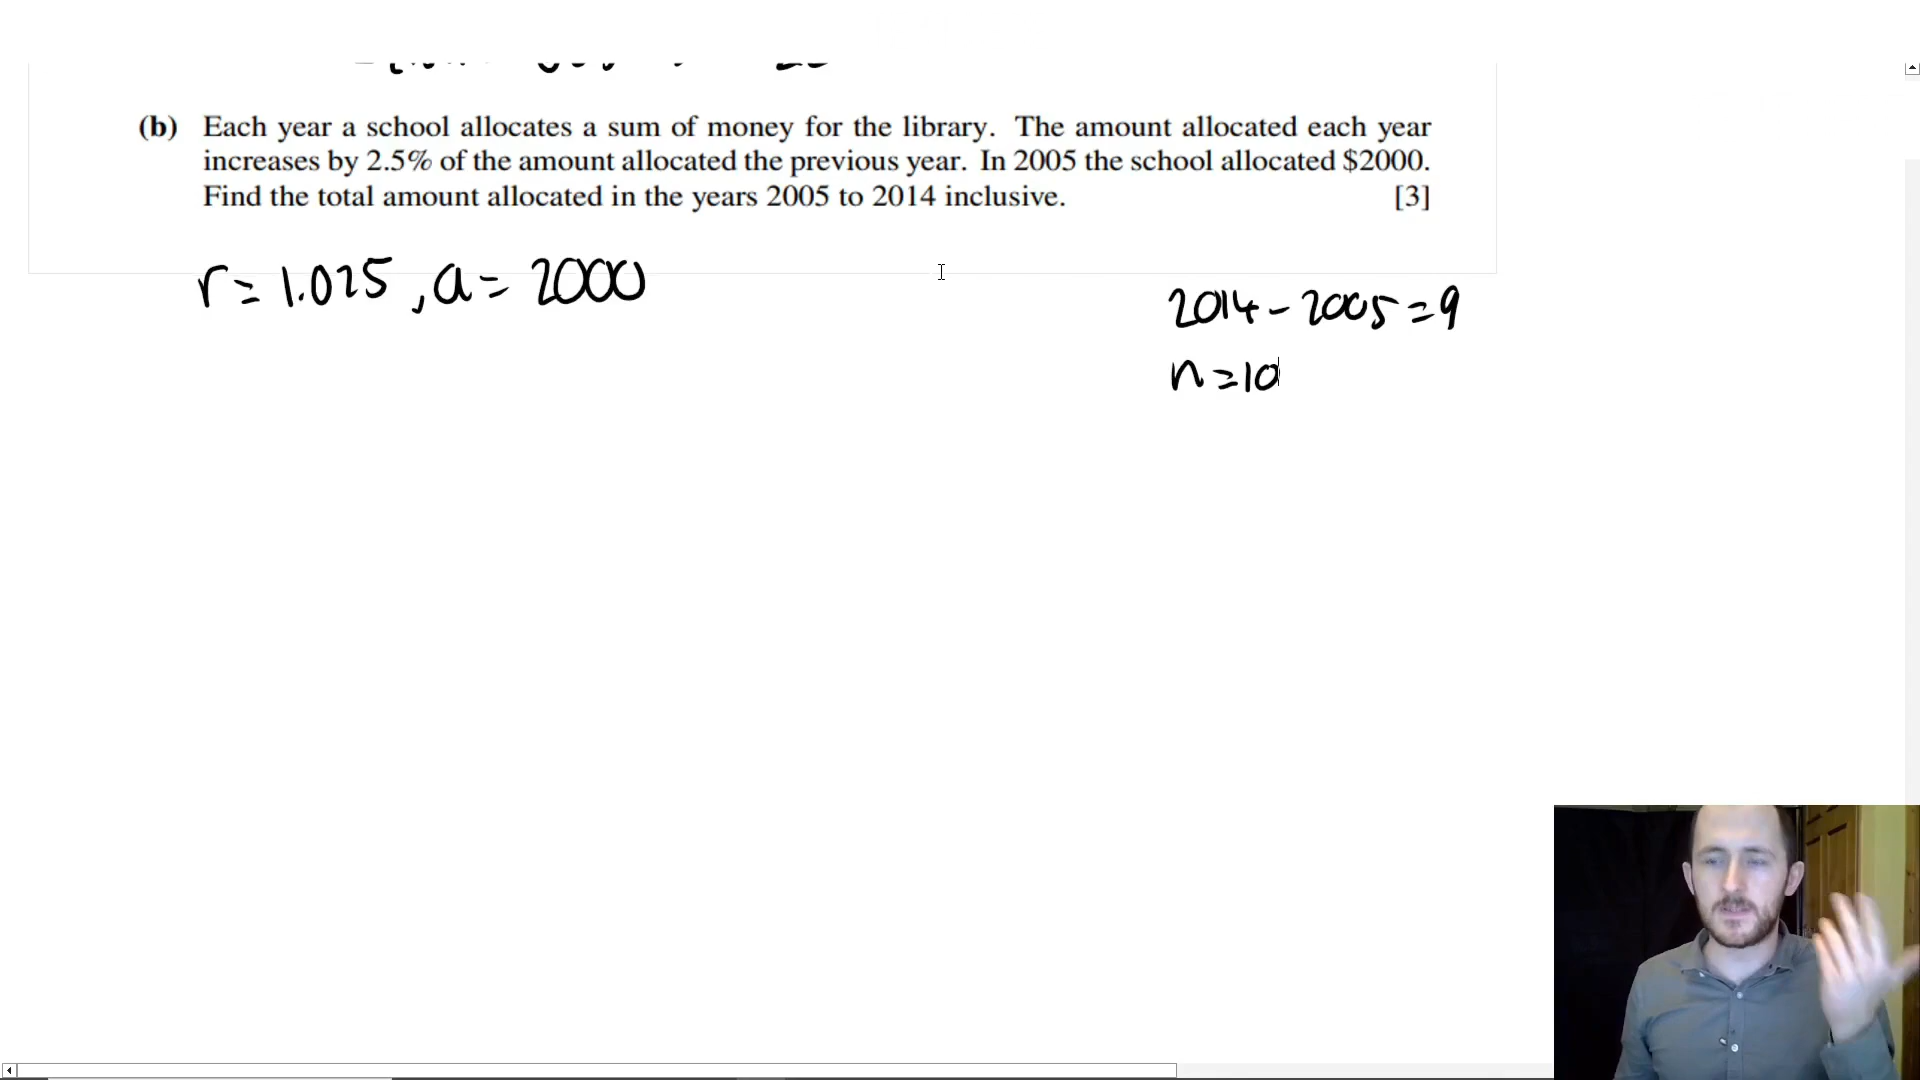 (b) Each year a school allocates a sum of money for the library. The amount allocated each year
increases by 2.5% of the amount allocated the previous year. In 2005 the school allocated $2000.
Find the total amount allocated in the years 2005 to 2014 inclusive. [3]
r = 1.025, a = 2000
2014 - 2005 = 9
n = 10